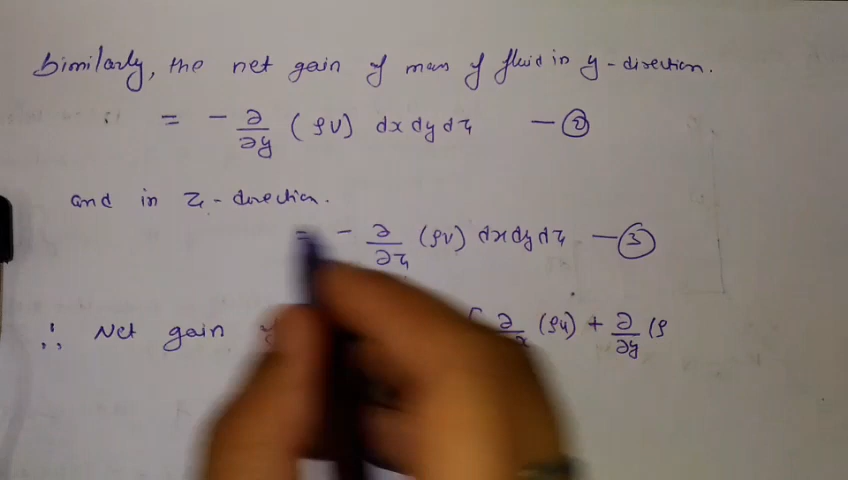 Similarly, the net gain of mass of fluid in y-direction.
= - ∂/∂y (ρv) dx dy dz — ②
and in z-direction.
= - ∂/∂z (ρv) dx dy dz — ③
∴ Net gain [ ∂/∂x (ρu) + ∂/∂y (ρ